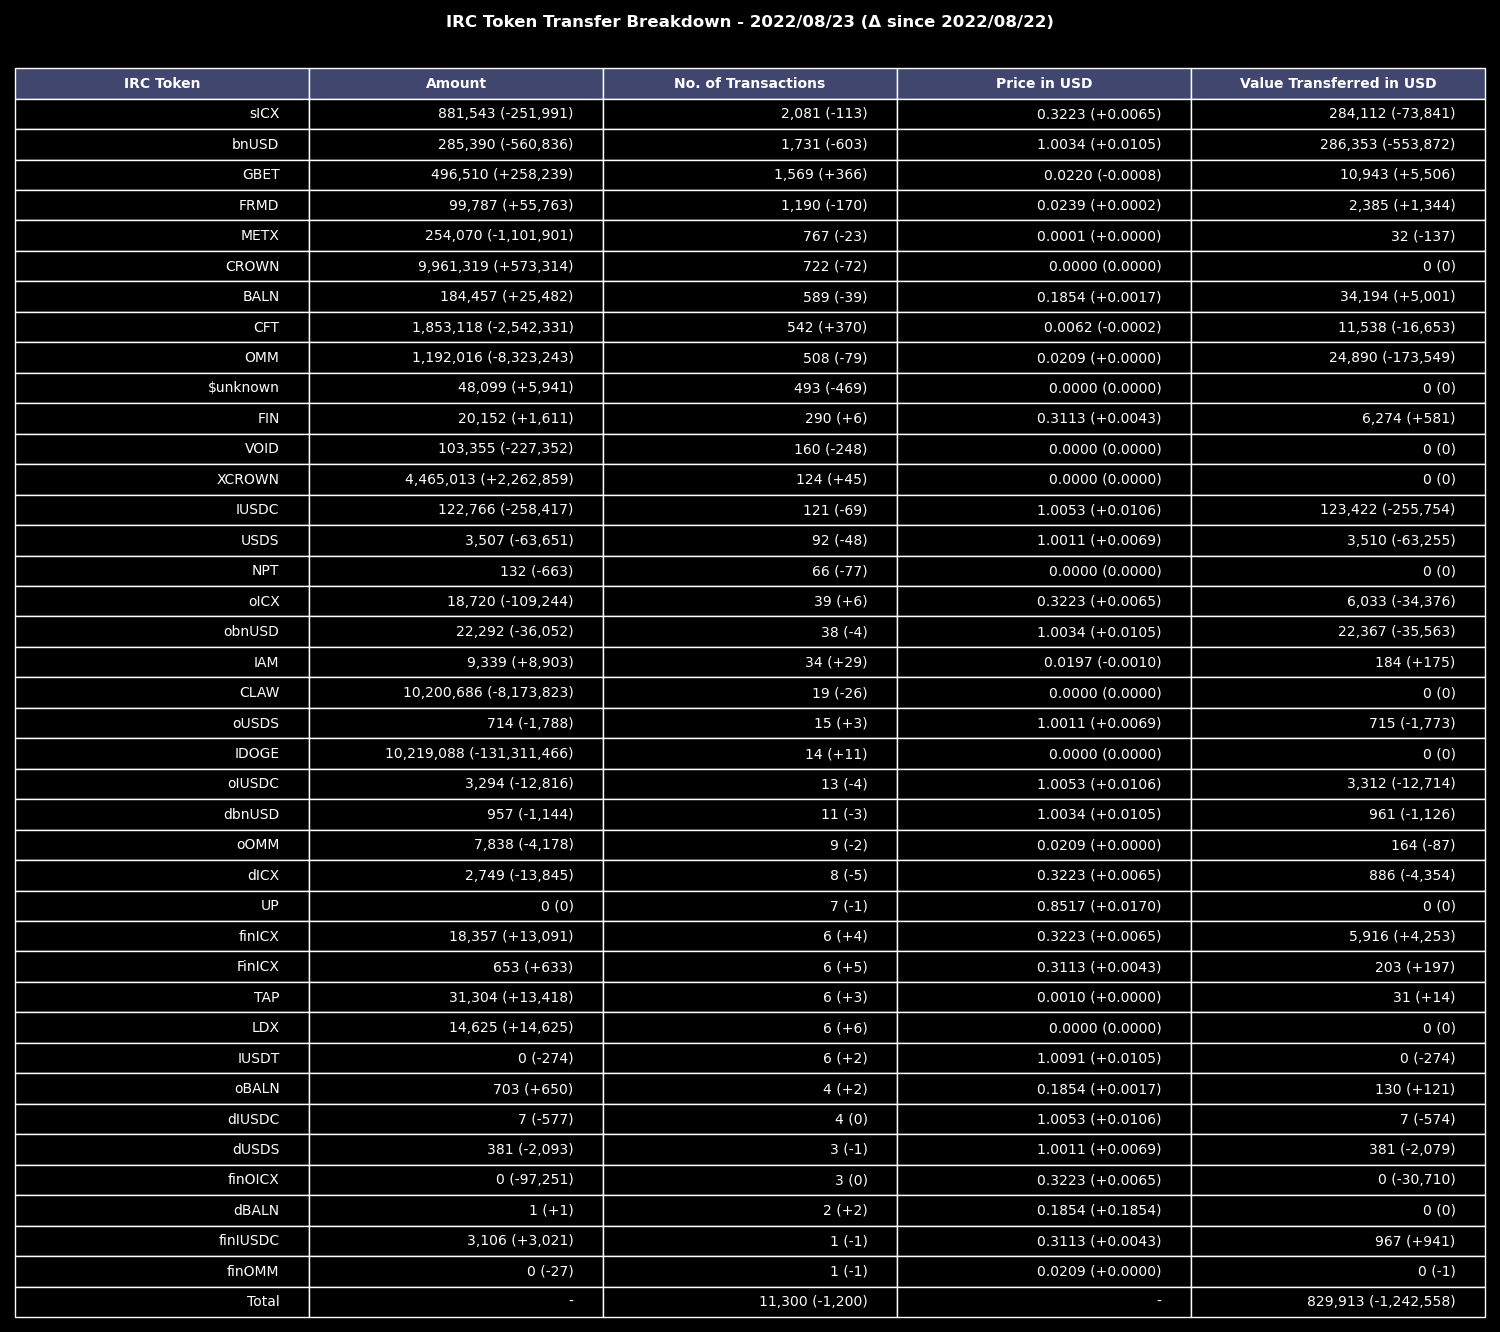 IRC Token Transfer Breakdown - 2022/08/23 (Δ since 2022/08/22)
IRC Token Amount No. of Transactions Price in USD Value Transferred in USD
sICX 881,543 (-251,991) 2,081 (-113) 0.3223 (+0.0065) 284,112 (-73,841)
bnUSD 285,390 (-560,836) 1,731 (-603) 1.0034 (+0.0105) 286,353 (-553,872)
GBET 496,510 (+258,239) 1,569 (+366) 0.0220 (-0.0008) 10,943 (+5,506)
FRMD 99,787 (+55,763) 1,190 (-170) 0.0239 (+0.0002) 2,385 (+1,344)
METX 254,070 (-1,101,901) 767 (-23) 0.0001 (+0.0000) 32 (-137)
CROWN 9,961,319 (+573,314) 722 (-72) 0.0000 (0.0000) 0 (0)
BALN 184,457 (+25,482) 589 (-39) 0.1854 (+0.0017) 34,194 (+5,001)
CFT 1,853,118 (-2,542,331) 542 (+370) 0.0062 (-0.0002) 11,538 (-16,653)
OMM 1,192,016 (-8,323,243) 508 (-79) 0.0209 (+0.0000) 24,890 (-173,549)
$unknown 48,099 (+5,941) 493 (-469) 0.0000 (0.0000) 0 (0)
FIN 20,152 (+1,611) 290 (+6) 0.3113 (+0.0043) 6,274 (+581)
VOID 103,355 (-227,352) 160 (-248) 0.0000 (0.0000) 0 (0)
XCROWN 4,465,013 (+2,262,859) 124 (+45) 0.0000 (0.0000) 0 (0)
IUSDC 122,766 (-258,417) 121 (-69) 1.0053 (+0.0106) 123,422 (-255,754)
USDS 3,507 (-63,651) 92 (-48) 1.0011 (+0.0069) 3,510 (-63,255)
NPT 132 (-663) 66 (-77) 0.0000 (0.0000) 0 (0)
oICX 18,720 (-109,244) 39 (+6) 0.3223 (+0.0065) 6,033 (-34,376)
obnUSD 22,292 (-36,052) 38 (-4) 1.0034 (+0.0105) 22,367 (-35,563)
IAM 9,339 (+8,903) 34 (+29) 0.0197 (-0.0010) 184 (+175)
CLAW 10,200,686 (-8,173,823) 19 (-26) 0.0000 (0.0000) 0 (0)
oUSDS 714 (-1,788) 15 (+3) 1.0011 (+0.0069) 715 (-1,773)
IDOGE 10,219,088 (-131,311,466) 14 (+11) 0.0000 (0.0000) 0 (0)
oIUSDC 3,294 (-12,816) 13 (-4) 1.0053 (+0.0106) 3,312 (-12,714)
dbnUSD 957 (-1,144) 11 (-3) 1.0034 (+0.0105) 961 (-1,126)
oOMM 7,838 (-4,178) 9 (-2) 0.0209 (+0.0000) 164 (-87)
dICX 2,749 (-13,845) 8 (-5) 0.3223 (+0.0065) 886 (-4,354)
UP 0 (0) 7 (-1) 0.8517 (+0.0170) 0 (0)
finICX 18,357 (+13,091) 6 (+4) 0.3223 (+0.0065) 5,916 (+4,253)
FinICX 653 (+633) 6 (+5) 0.3113 (+0.0043) 203 (+197)
TAP 31,304 (+13,418) 6 (+3) 0.0010 (+0.0000) 31 (+14)
LDX 14,625 (+14,625) 6 (+6) 0.0000 (0.0000) 0 (0)
IUSDT 0 (-274) 6 (+2) 1.0091 (+0.0105) 0 (-274)
oBALN 703 (+650) 4 (+2) 0.1854 (+0.0017) 130 (+121)
dIUSDC 7 (-577) 4 (0) 1.0053 (+0.0106) 7 (-574)
dUSDS 381 (-2,093) 3 (-1) 1.0011 (+0.0069) 381 (-2,079)
finOICX 0 (-97,251) 3 (0) 0.3223 (+0.0065) 0 (-30,710)
dBALN 1 (+1) 2 (+2) 0.1854 (+0.1854) 0 (0)
finIUSDC 3,106 (+3,021) 1 (-1) 0.3113 (+0.0043) 967 (+941)
finOMM 0 (-27) 1 (-1) 0.0209 (+0.0000) 0 (-1)
Total - 11,300 (-1,200) - 829,913 (-1,242,558)